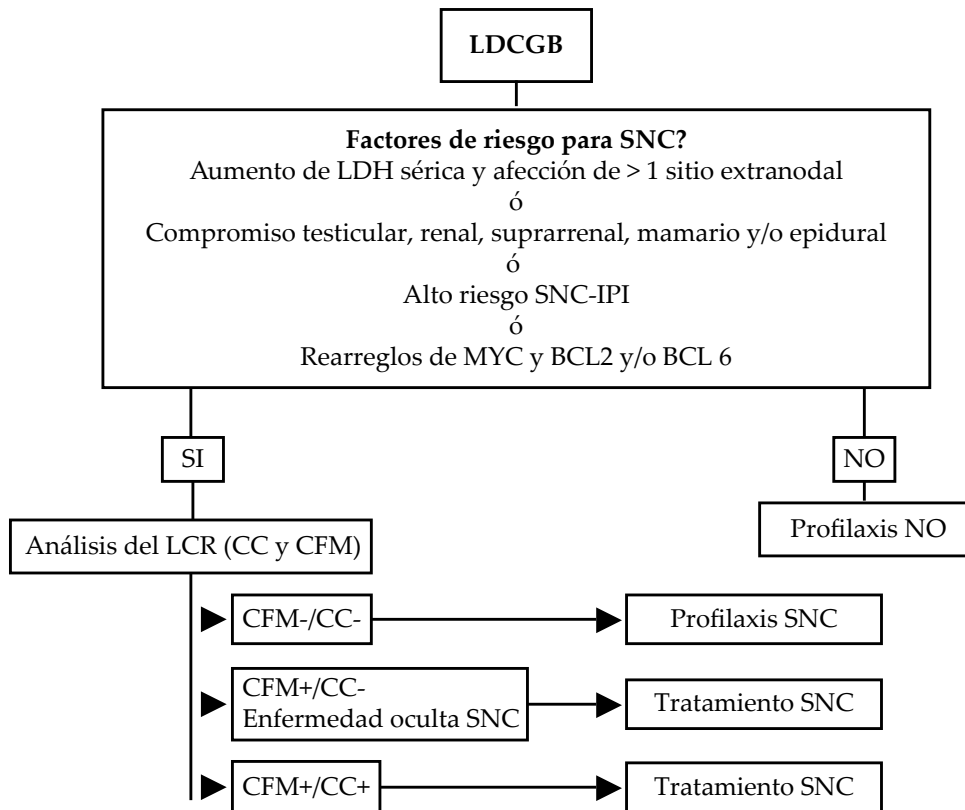 LDCGB
Factores de riesgo para SNC?
Aumento de LDH sérica y afección de > 1 sitio extranodal
ó
Compromiso testicular, renal, suprarrenal, mamario y/o epidural
ó
Alto riesgo SNC-IPI
ó
Rearreglos de MYC y BCL2 y/o BCL 6
SI
NO
Análisis del LCR (CC y CFM)
Profilaxis NO
CFM-/CC-
Profilaxis SNC
CFM+/CC-
Enfermedad oculta SNC
Tratamiento SNC
CFM+/CC+
Tratamiento SNC